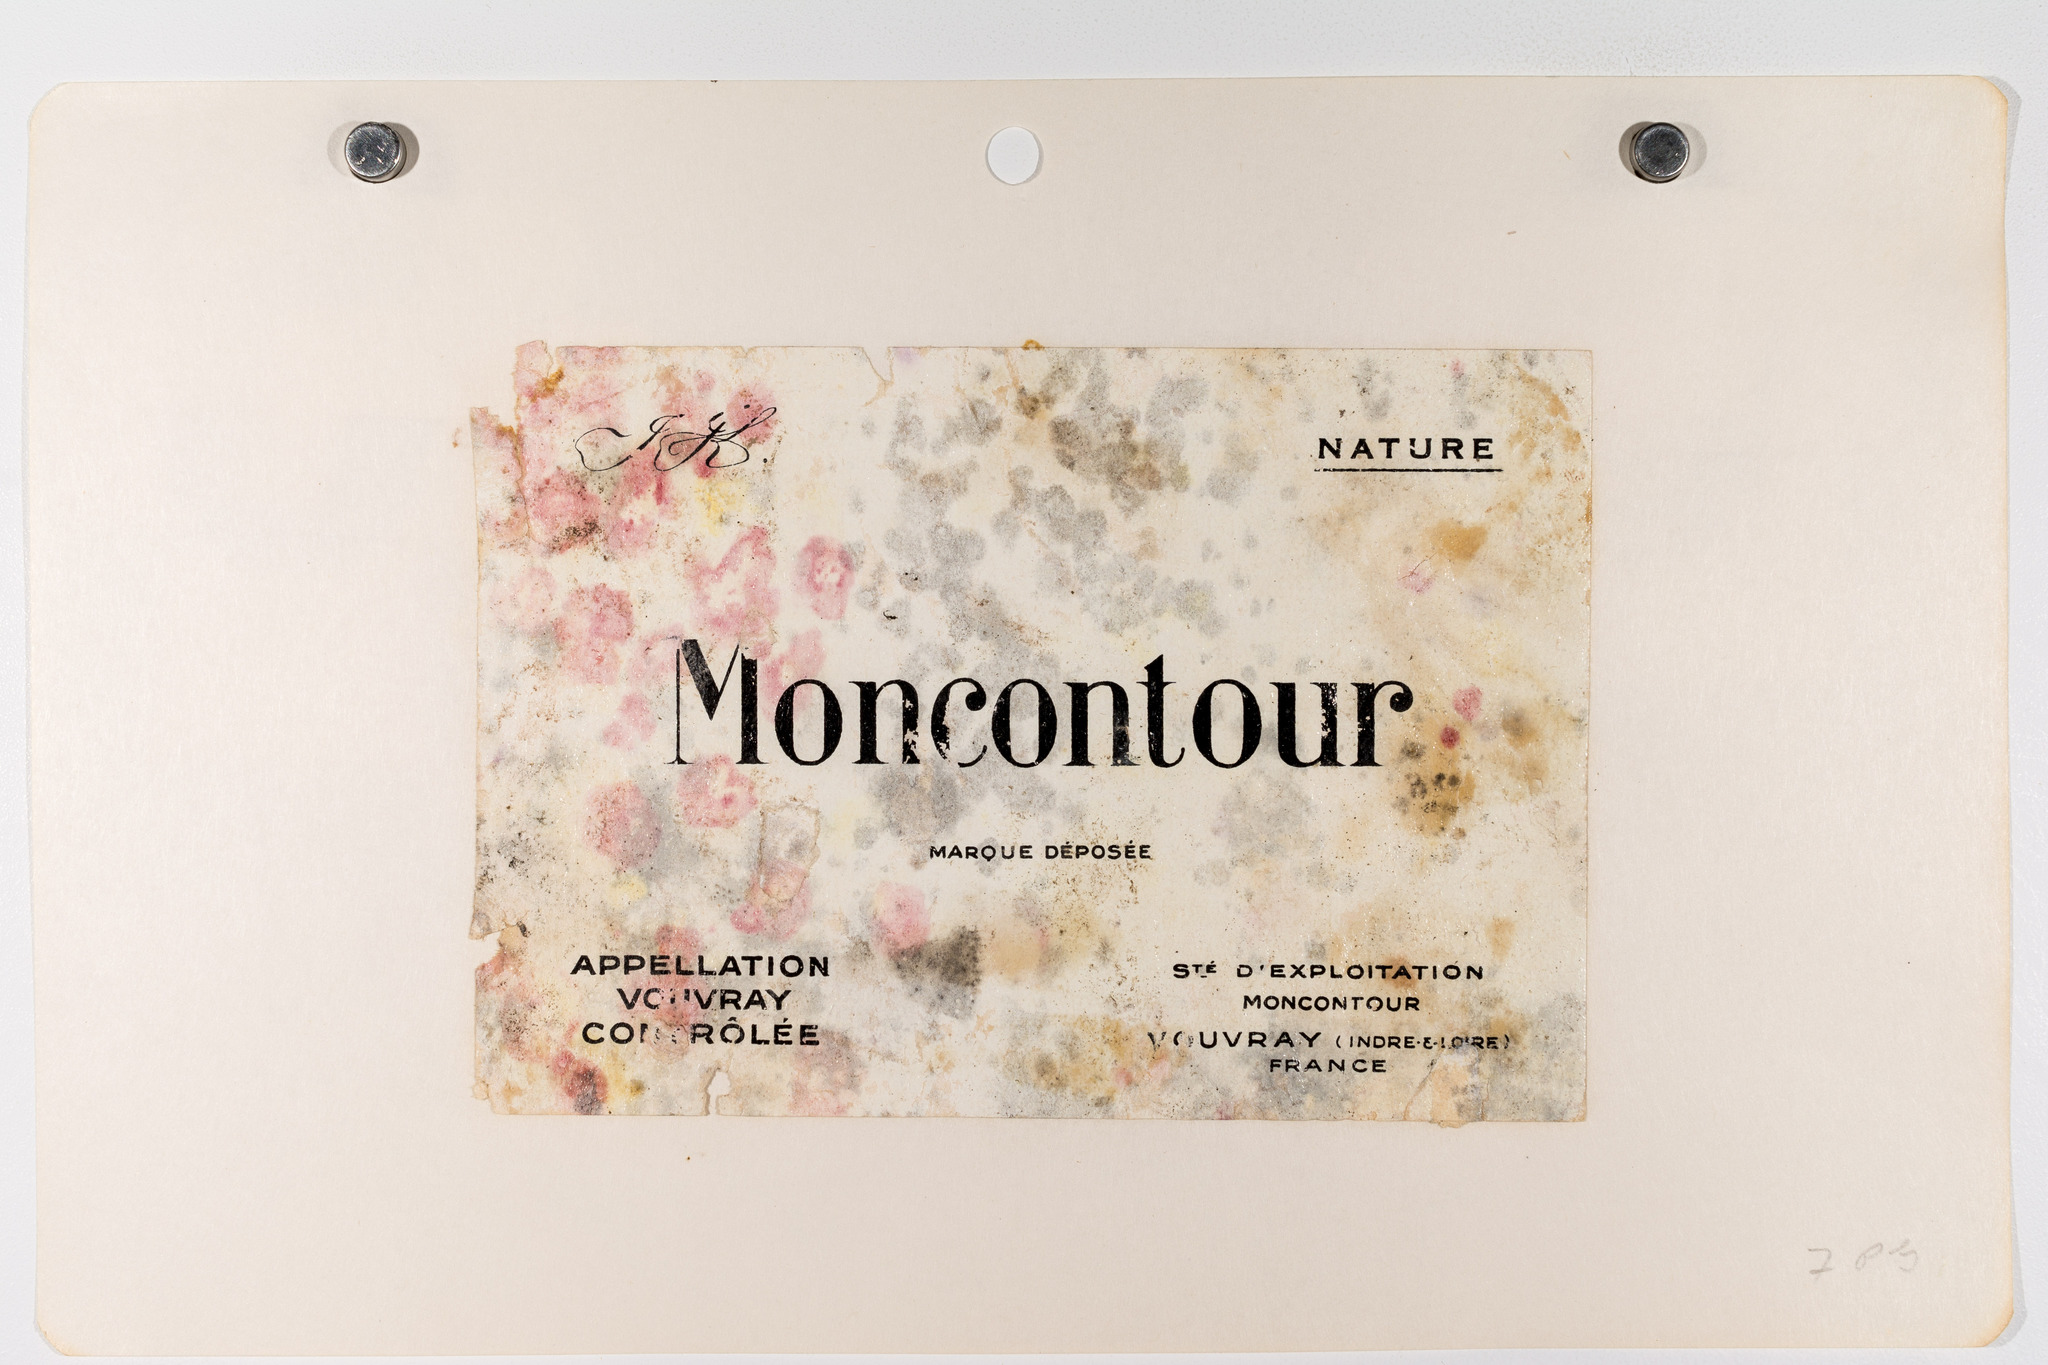 J.K.
NATURE
Moncontour
MARQUE DÉPOSÉE
APPELLATION
VOUVRAY
CONTRÔLÉE
STÉ D'EXPLOITATION
MONCONTOUR
VOUVRAY (INDRE-&-LOIRE)
FRANCE